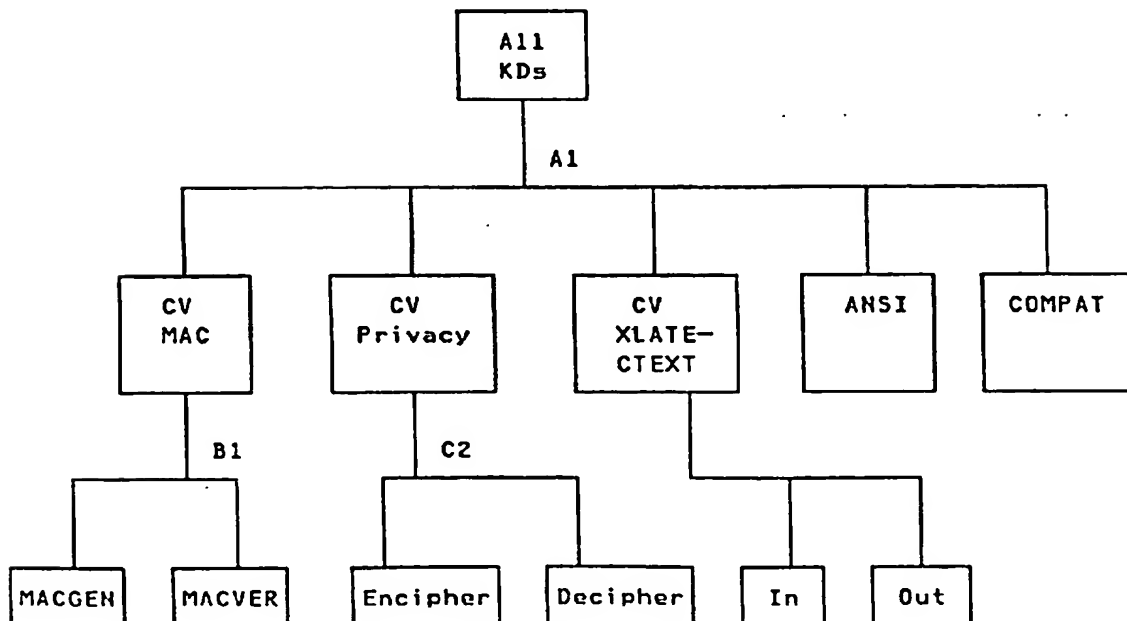 All
KDs
A1
CV
MAC
CV
Privacy
CV
XLATE—
CTEXT
ANSI
COMPAT
B1
C2
MACGEN
MACVER
Encipher
Decipher
In
Out